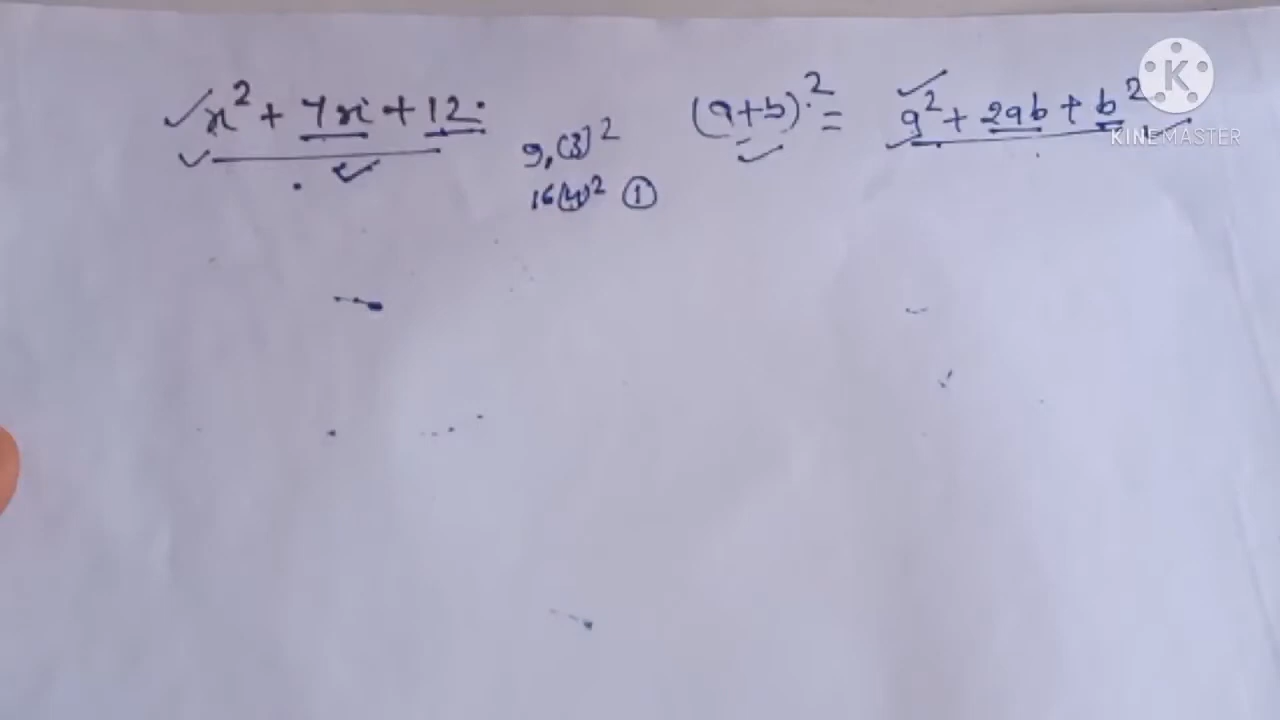 x² + 7x + 12.
(a+b)² = a² + 2ab + b²
9, (3)²
16 (4)² ①
K
KINEMASTER